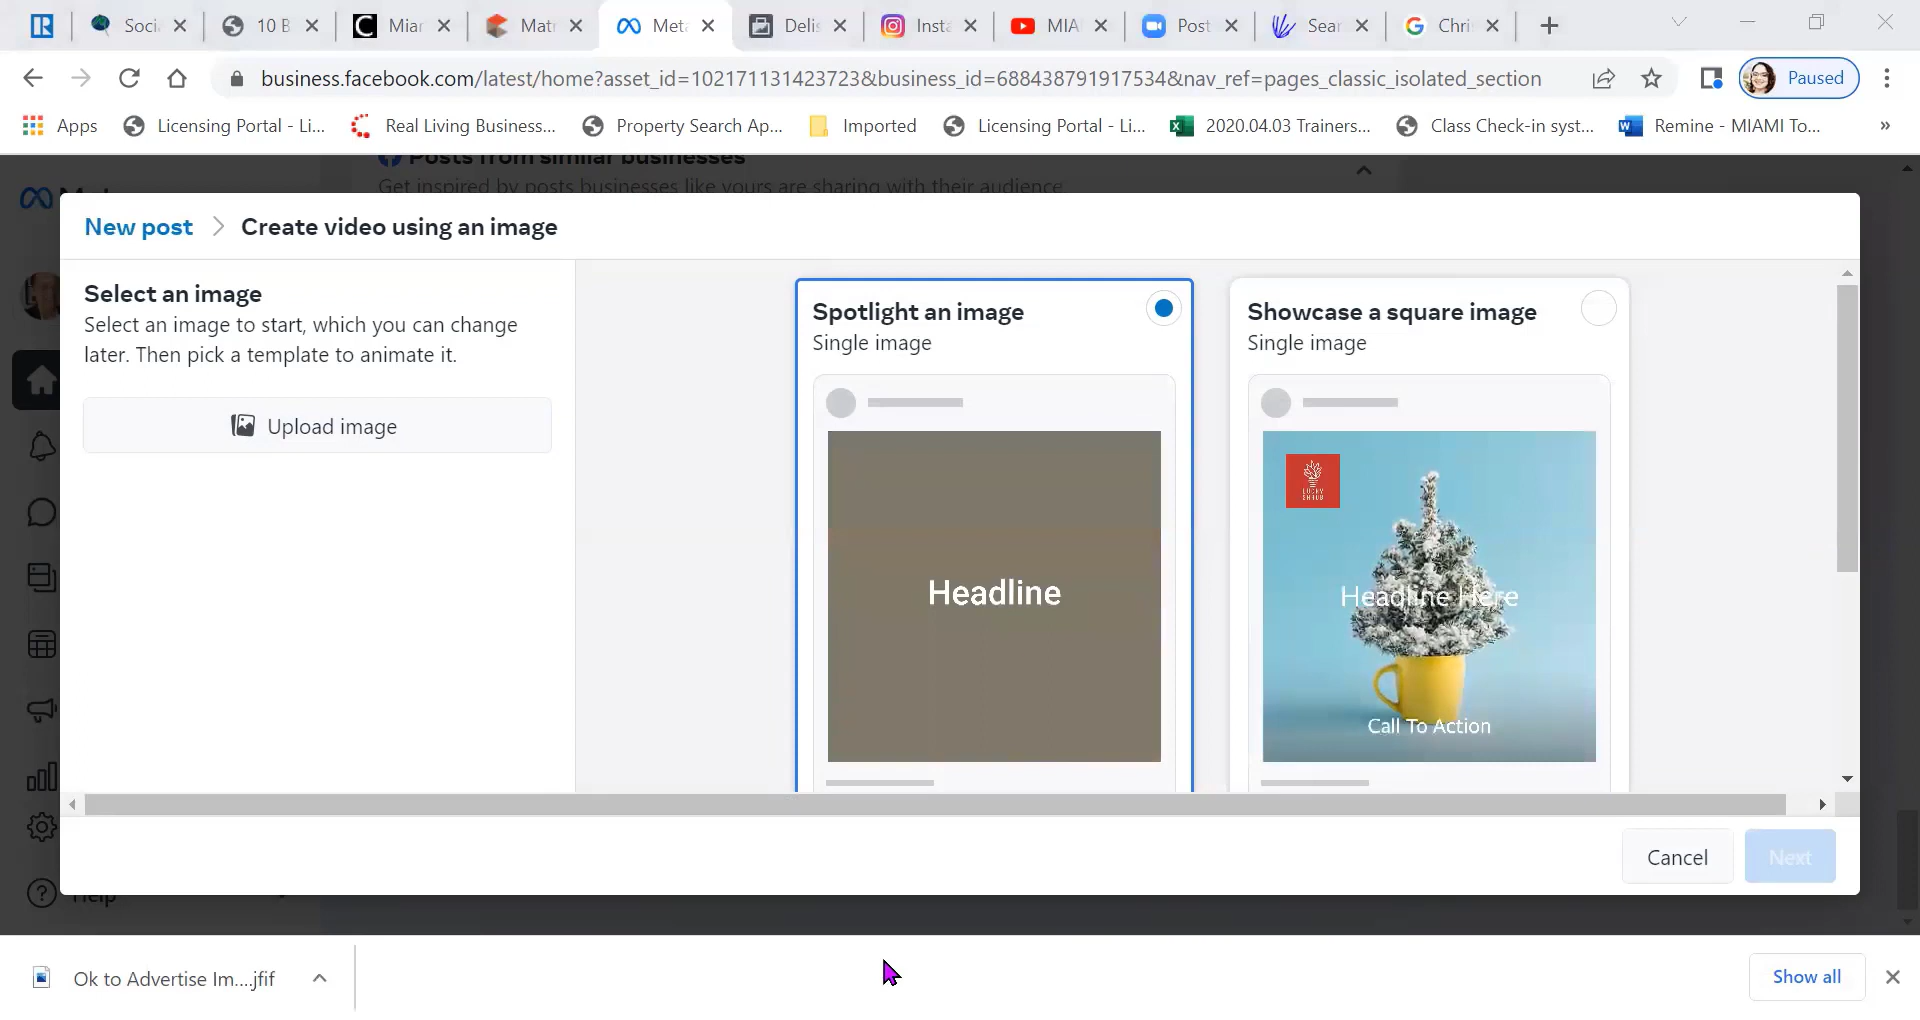 Soci
10 B
Miar
Matr
Meta
Delis
Insta
MIA
Post
Sear
Chri
business.facebook.com/latest/home?asset_id=102171131423723&business_id=688438791917534&nav_ref=pages_classic_isolated_section
Paused
Apps
Licensing Portal - Li...
Real Living Business...
Property Search Ap...
Imported
Licensing Portal - Li...
2020.04.03 Trainers...
Class Check-in syst...
Remine - MIAMI To...
»
Posts from similar businesses
Get inspired by posts businesses like yours are sharing with their audience
New post > Create video using an image
Select an image
Select an image to start, which you can change
later. Then pick a template to animate it.
Upload image
Spotlight an image
Single image
Headline
Showcase a square image
Single image
LUCKY
SHRUB
Headline Here
Call To Action
Cancel
Next
Help
Ok to Advertise Im....jfif
Show all